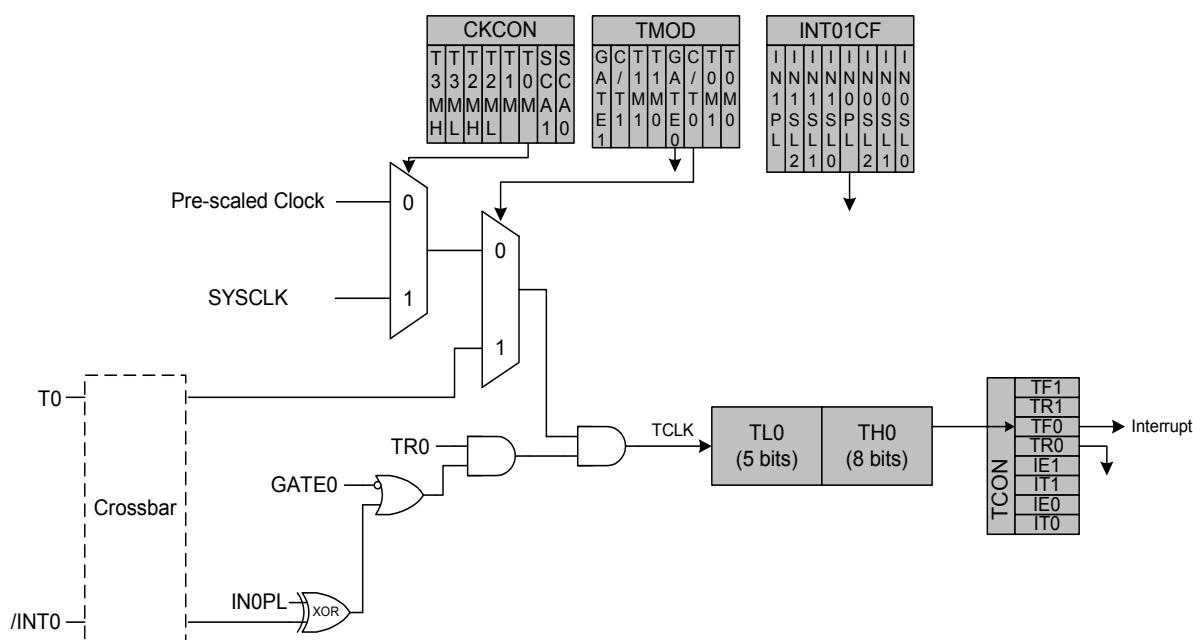 CKCON
T3MH T3ML T2MH T2ML T1M T0M SCA1 SCA0
TMOD
GATE1 C/T1 T1M1 T1M0 GATE0 C/T0 T0M1 T0M0
INT01CF
IN1PL IN1SL2 IN1SL1 IN1SL0 IN0PL IN0SL2 IN0SL1 IN0SL0
Pre-scaled Clock
0
SYSCLK
1
0
1
T0
Crossbar
/INT0
TR0
GATE0
IN0PL
XOR
TCLK
TL0
(5 bits)
TH0
(8 bits)
TCON
TF1
TR1
TF0
TR0
IE1
IT1
IE0
IT0
Interrupt